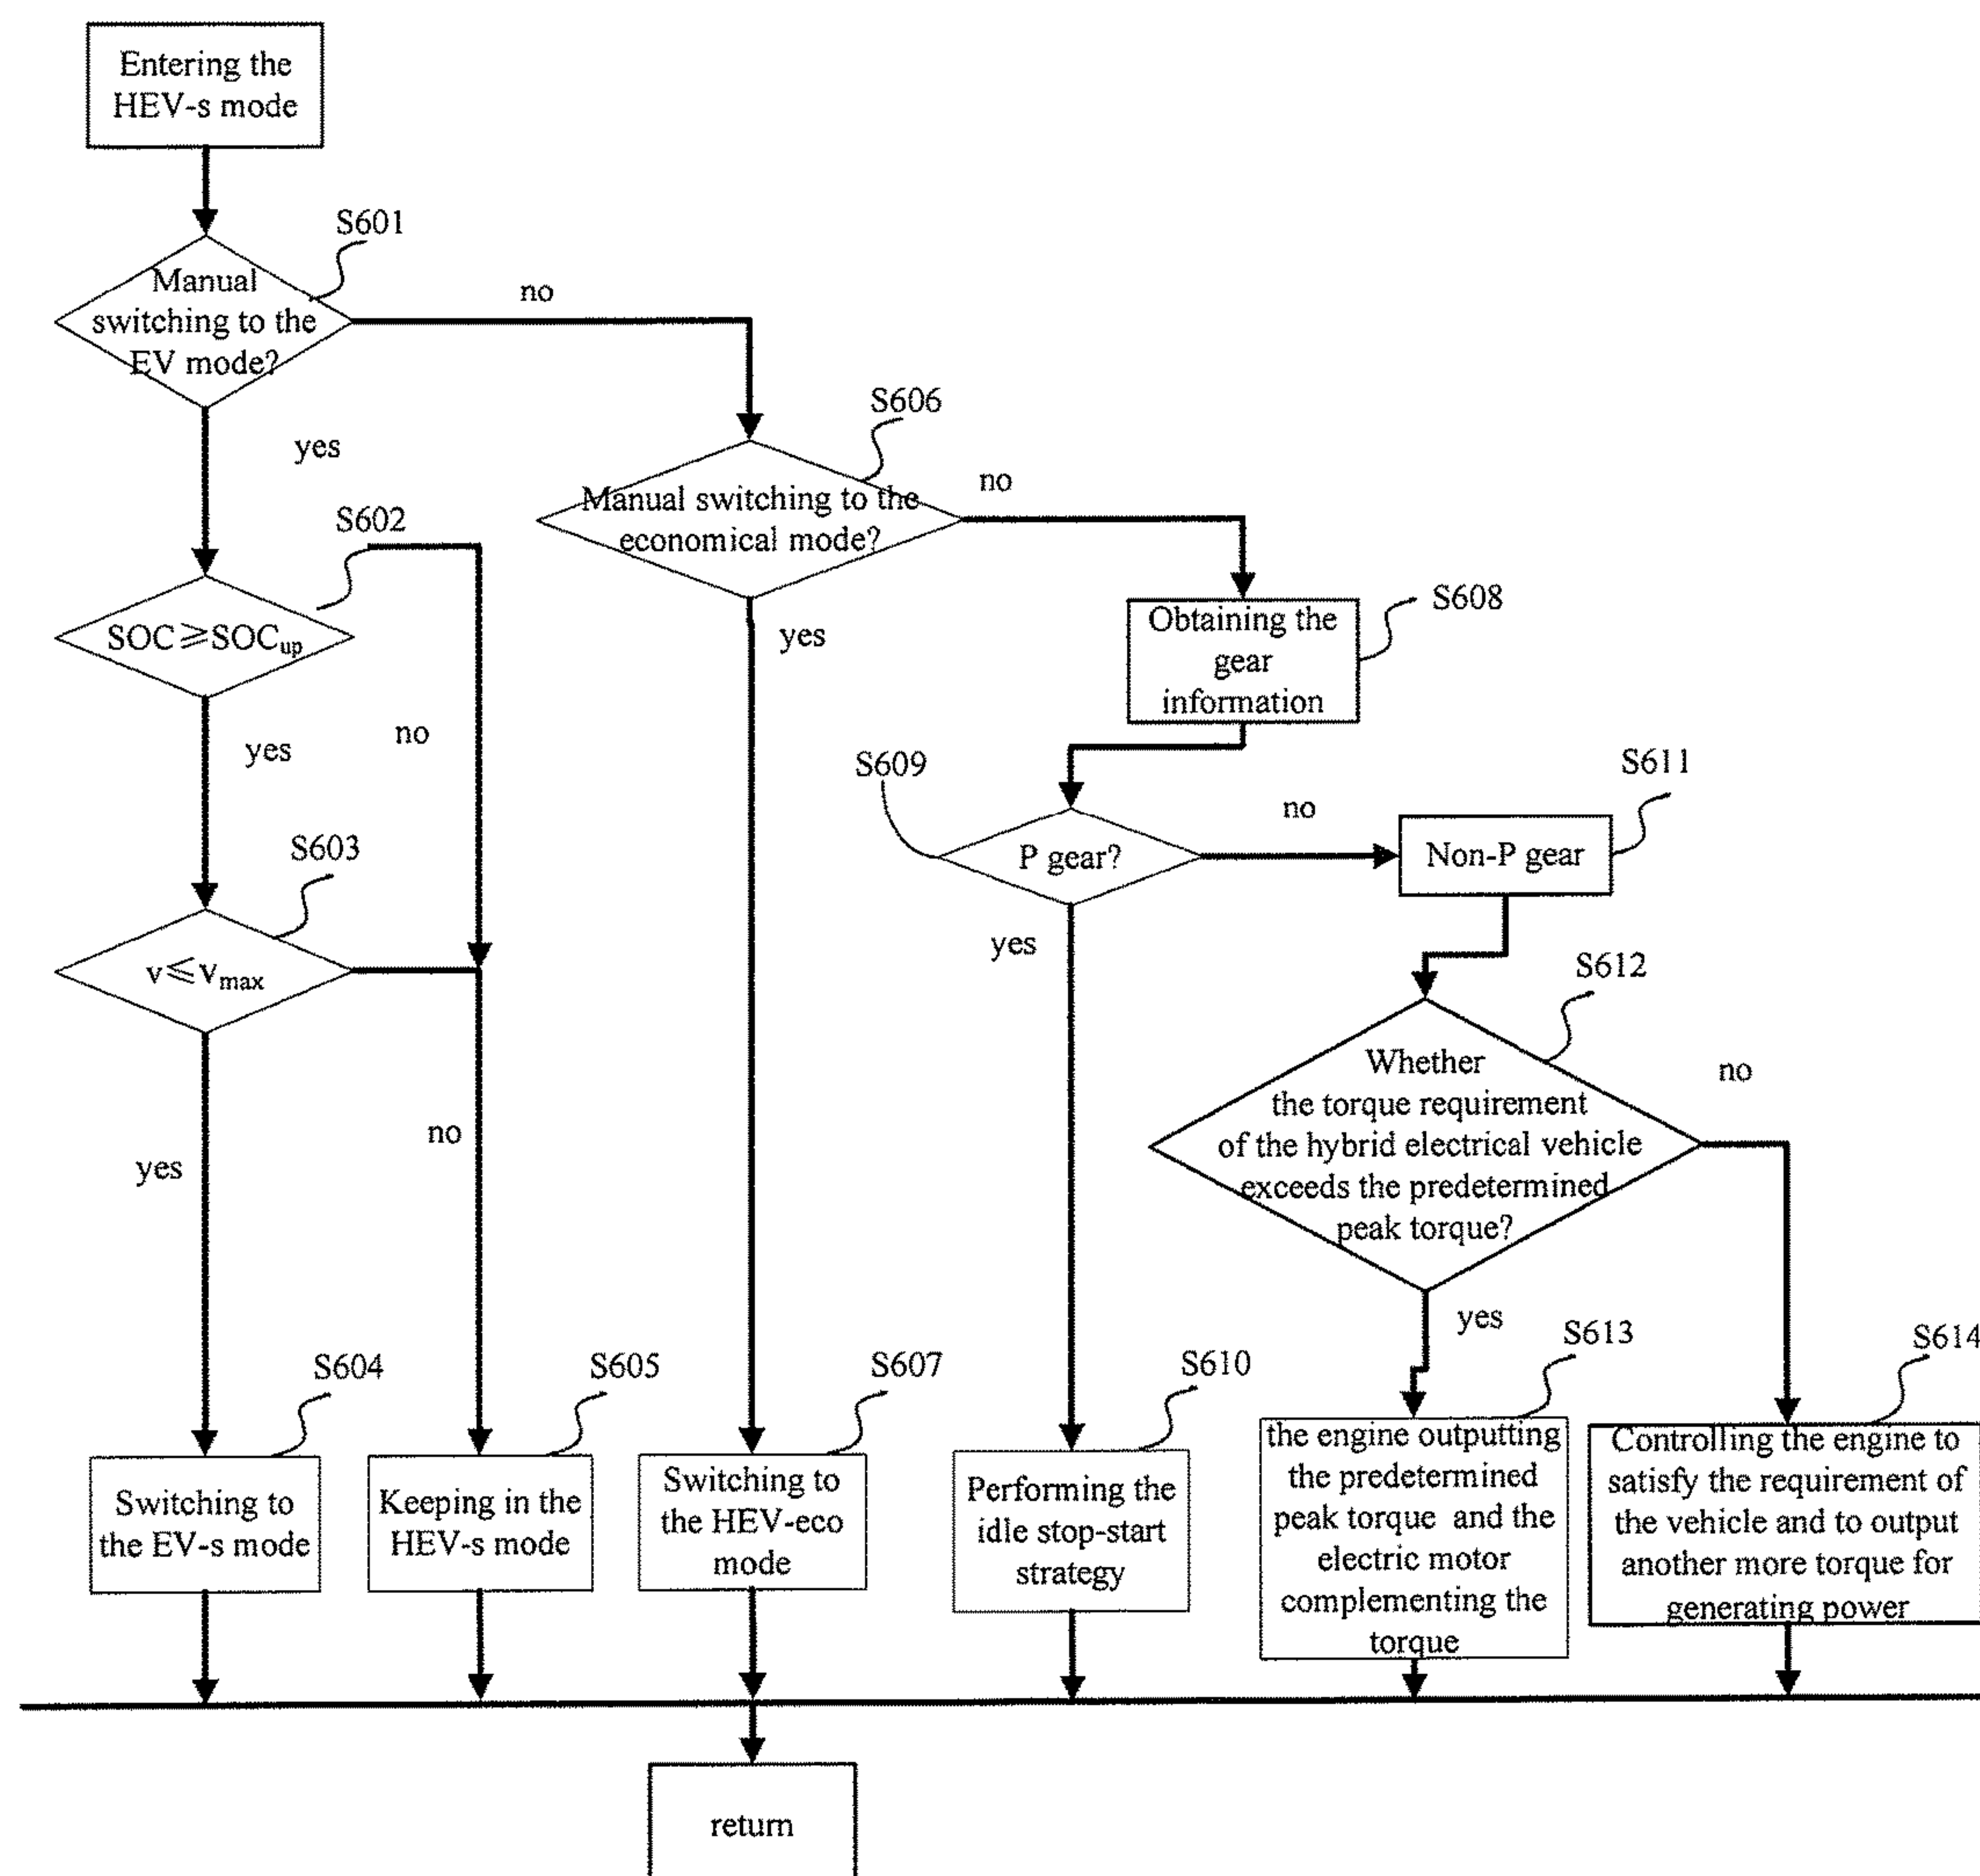 Entering the
HEV-s mode
S601
Manual
switching to the
EV mode?
no
yes
S606
Manual switching to the
economical mode?
no
yes
S602
SOC≥SOCup
no
yes
S608
Obtaining the
gear
information
S609
P gear?
no
yes
S611
Non-P gear
S603
v≤vmax
no
yes
S612
Whether
the torque requirement
of the hybrid electrical vehicle
exceeds the predetermined
peak torque?
no
yes
S604
Switching to
the EV-s mode
S605
Keeping in the
HEV-s mode
S607
Switching to
the HEV-eco
mode
S610
Performing the
idle stop-start
strategy
S613
the engine outputting
the predetermined
peak torque and the
electric motor
complementing the
torque
S614
Controlling the engine to
satisfy the requirement of
the vehicle and to output
another more torque for
generating power
return